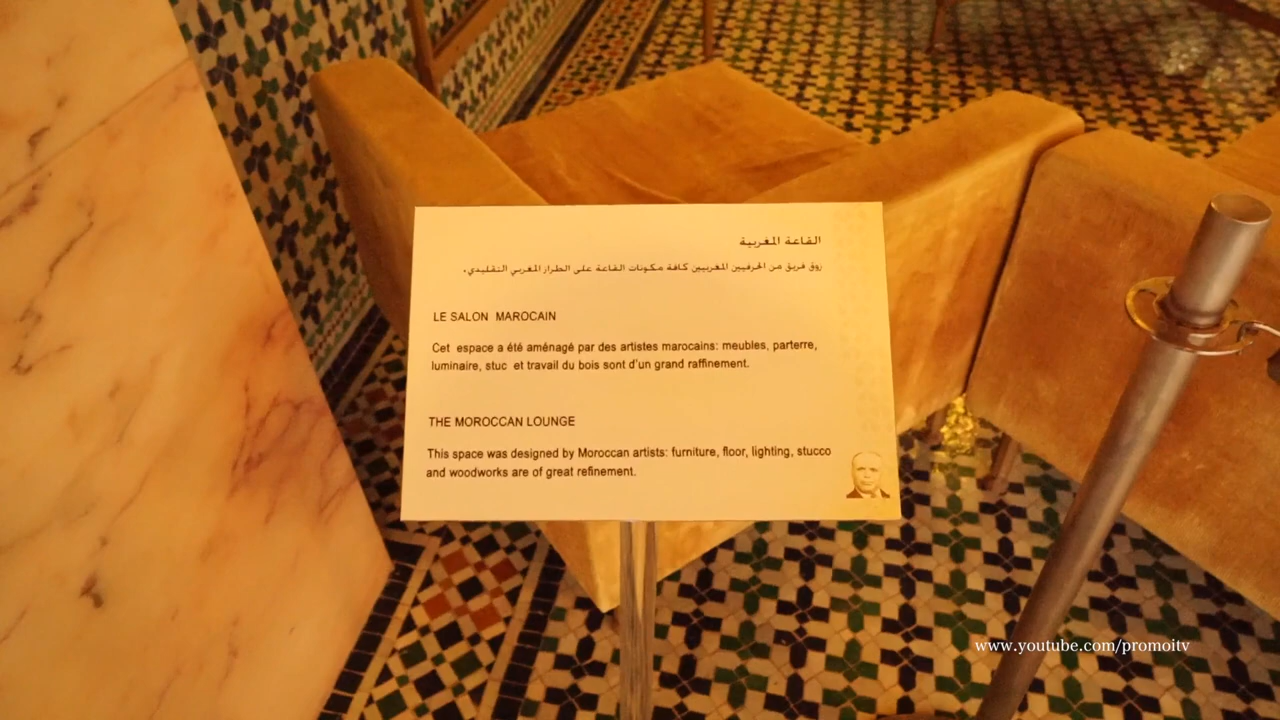 القاعة المغربية
زوق فريق من الحرفيين المغربيين كافة مكونات القاعة على الطراز المغربي التقليدي.
LE SALON MAROCAIN
Cet espace a été aménagé par des artistes marocains: meubles, parterre,
luminaire, stuc et travail du bois sont d'un grand raffinement.
THE MOROCCAN LOUNGE
This space was designed by Moroccan artists: furniture, floor, lighting, stucco
and woodworks are of great refinement.
www.youtube.com/promoitv